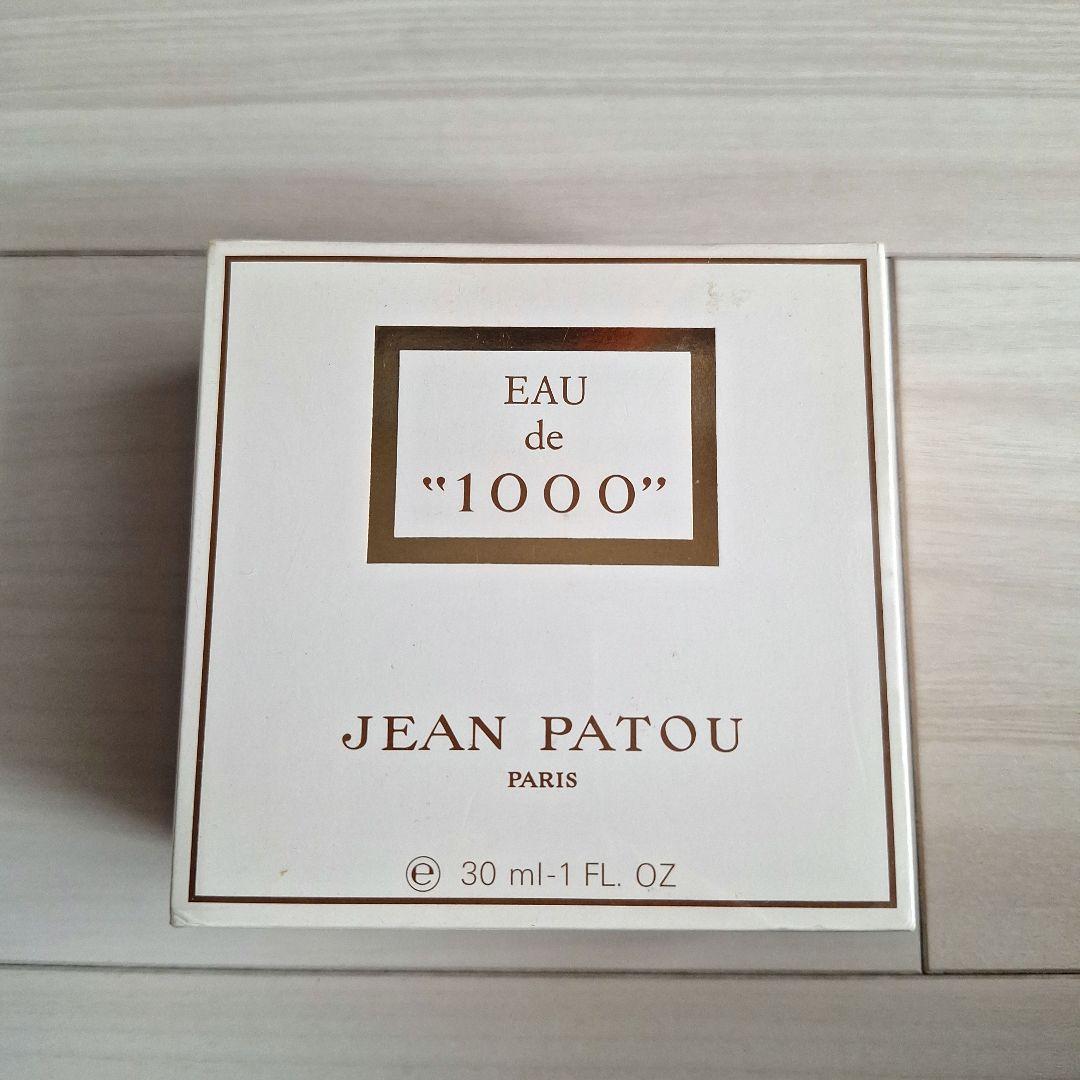 EAU
de
"1000"
JEAN PATOU
PARIS
℮ 30 ml-1 FL. OZ